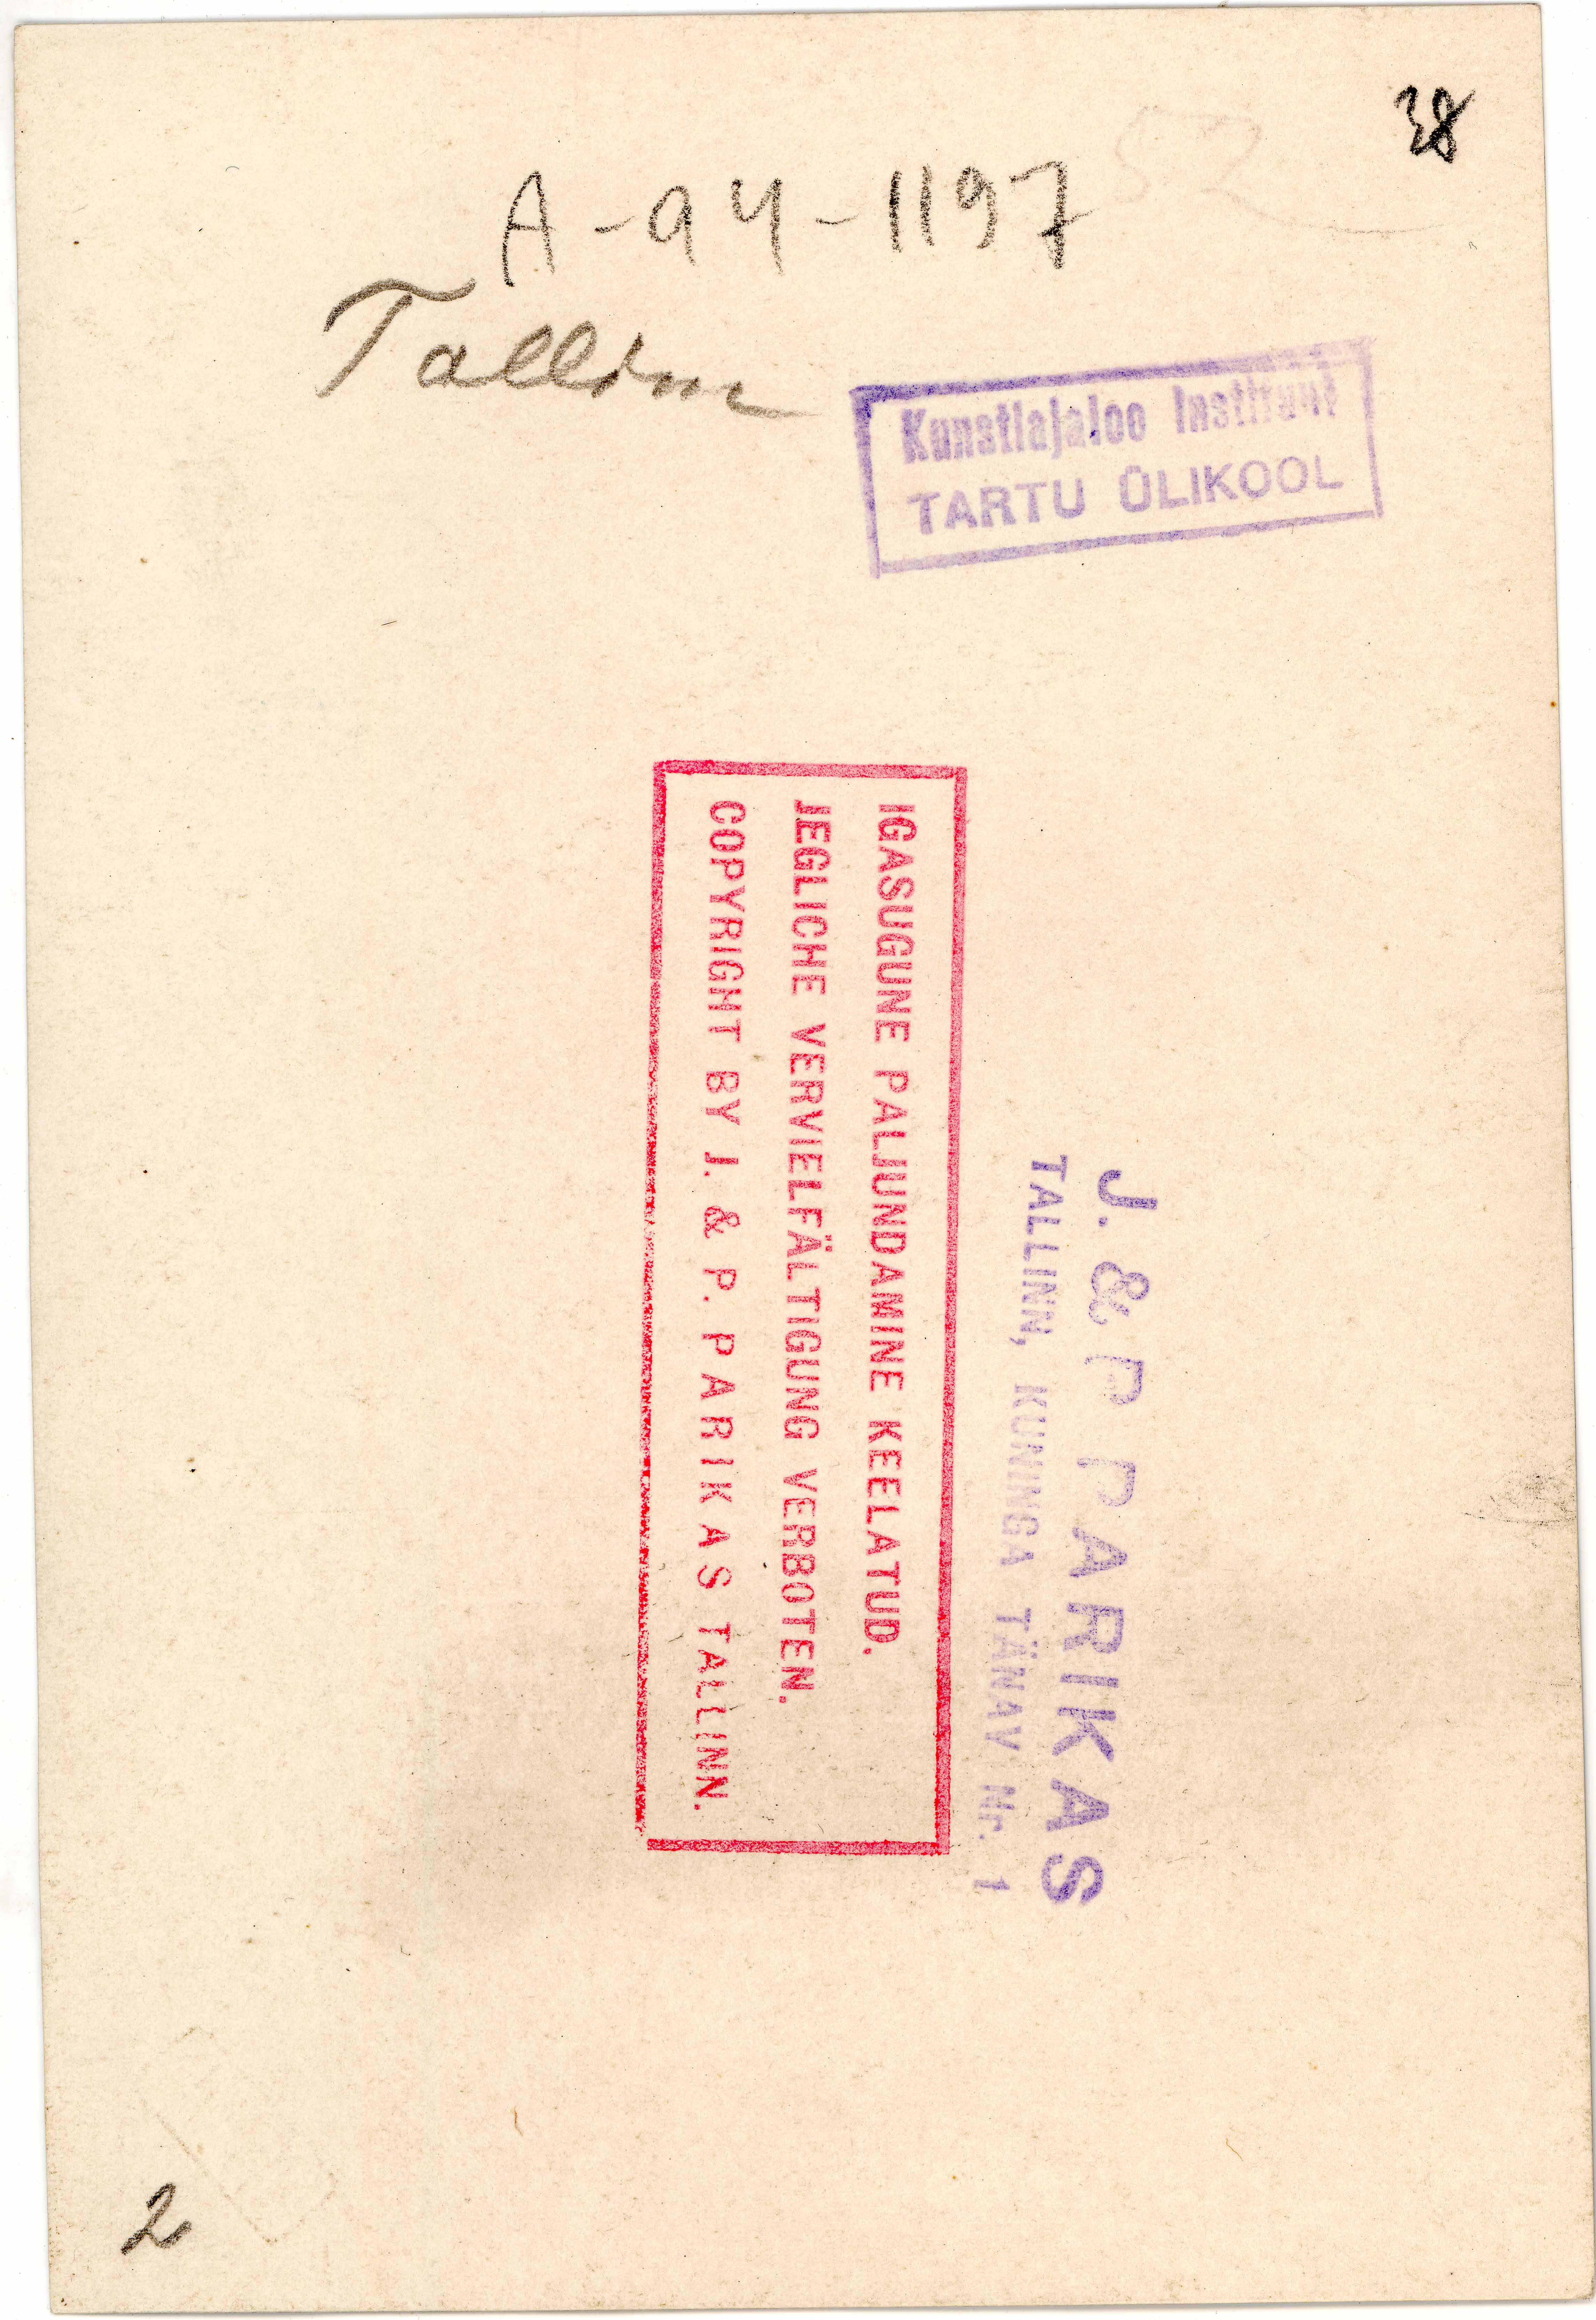 38
A-94-1197
Tallinn
Kunstiajaloo Instituut
TARTU ÜLIKOOL
J. & P. PARIKAS
TALLINN, KUNINGA TÄNAV Nr. 1
IGASUGUNE PALJUNDAMINE KEELATUD.
JEGLICHE VERVIELFÄLTIGUNG VERBOTEN.
COPYRIGHT BY J. & P. PARIKAS TALLINN.
2